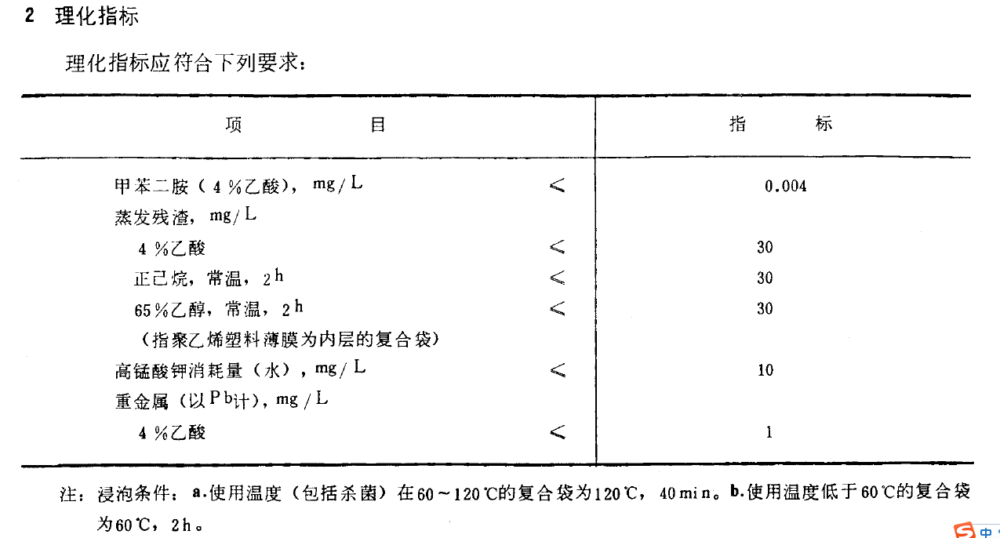 2 理化指标
理化指标应符合下列要求:
项 目 指 标
甲苯二胺(4%乙酸), mg/L ≤ 0.004
蒸发残渣, mg/L
4%乙酸 ≤ 30
正己烷, 常温, 2h ≤ 30
65%乙醇, 常温, 2h ≤ 30
(指聚乙烯塑料薄膜为内层的复合袋)
高锰酸钾消耗量(水), mg/L ≤ 10
重金属(以Pb计), mg/L
4%乙酸 ≤ 1
注: 浸泡条件: a.使用温度(包括杀菌)在60~120℃的复合袋为120℃, 40min。b.使用温度低于60℃的复合袋
为60℃, 2h。
S 中